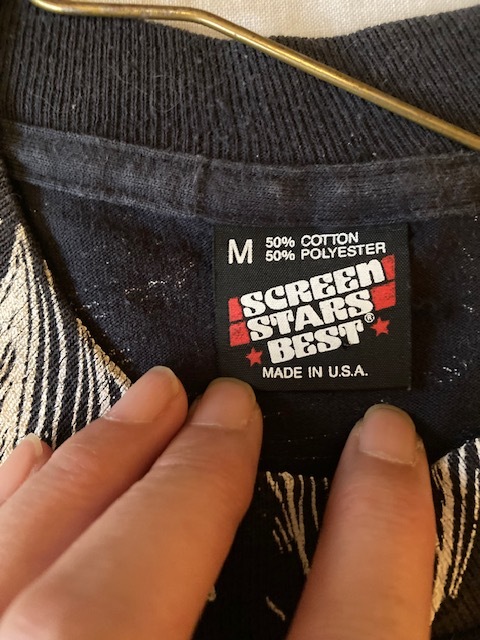 M 50% COTTON
50% POLYESTER
SCREEN
STARS
BEST®
MADE IN U.S.A.